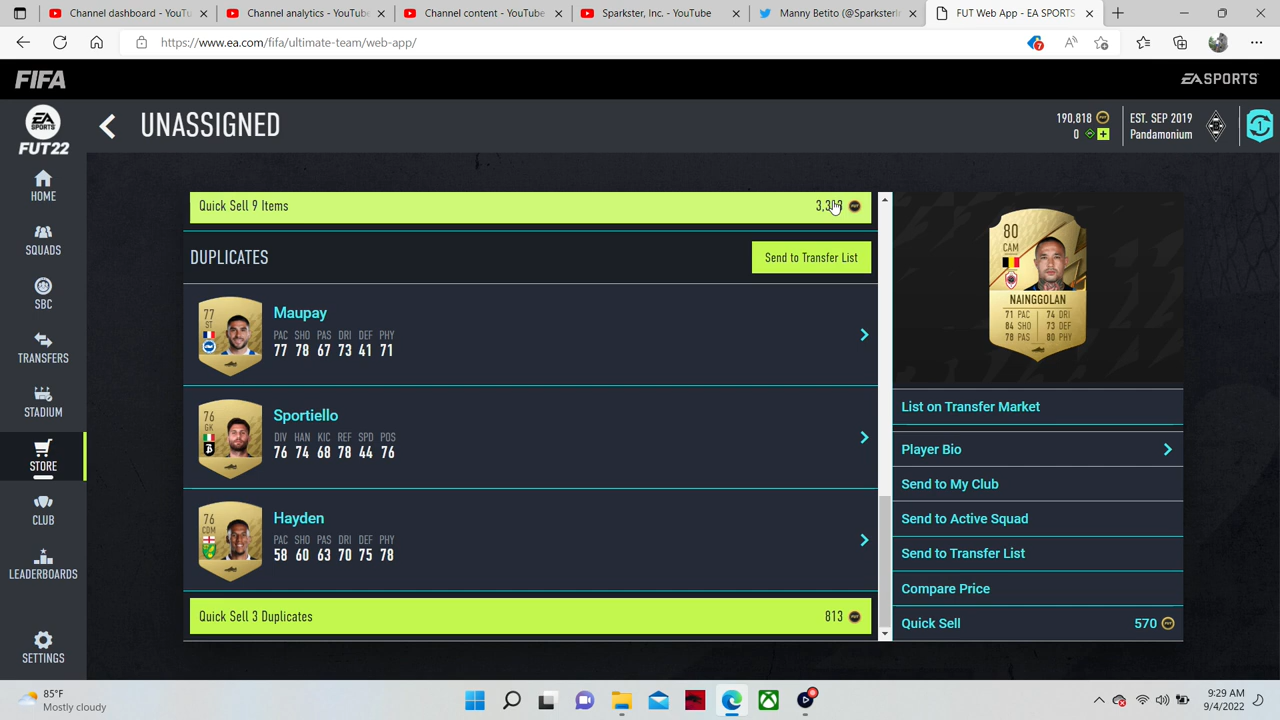 Channel dashboard - YouTu
Channel analytics - YouTube
Channel content - YouTube
Sparkster, Inc. - YouTube
Manny Betito (@SparksterIn
FUT Web App - EA SPORTS
https://www.ea.com/fifa/ultimate-team/web-app/
7
FIFA
EA SPORTS
EA SPORTS
FUT22
UNASSIGNED
190,818
0
EST. SEP 2019
Pandamonium
1
HOME
SQUADS
SBC
TRANSFERS
STADIUM
STORE
CLUB
LEADERBOARDS
SETTINGS
Quick Sell 9 Items
DUPLICATES
Send to Transfer List
77
ST
Maupay
PAC SHO PAS DRI DEF PHY
77 78 67 73 41 71
76
GK
Sportiello
DIV HAN KIC REF SPD POS
76 74 68 78 44 76
76
CDM
Hayden
PAC SHO PAS DRI DEF PHY
58 60 63 70 75 78
Quick Sell 3 Duplicates 813
80
CAM
NAINGGOLAN
71 PAC 74 DRI
84 SHO 73 DEF
78 PAS 80 PHY
List on Transfer Market
Player Bio
Send to My Club
Send to Active Squad
Send to Transfer List
Compare Price
Quick Sell 570
85°F
Mostly cloudy
9:29 AM
9/4/2022